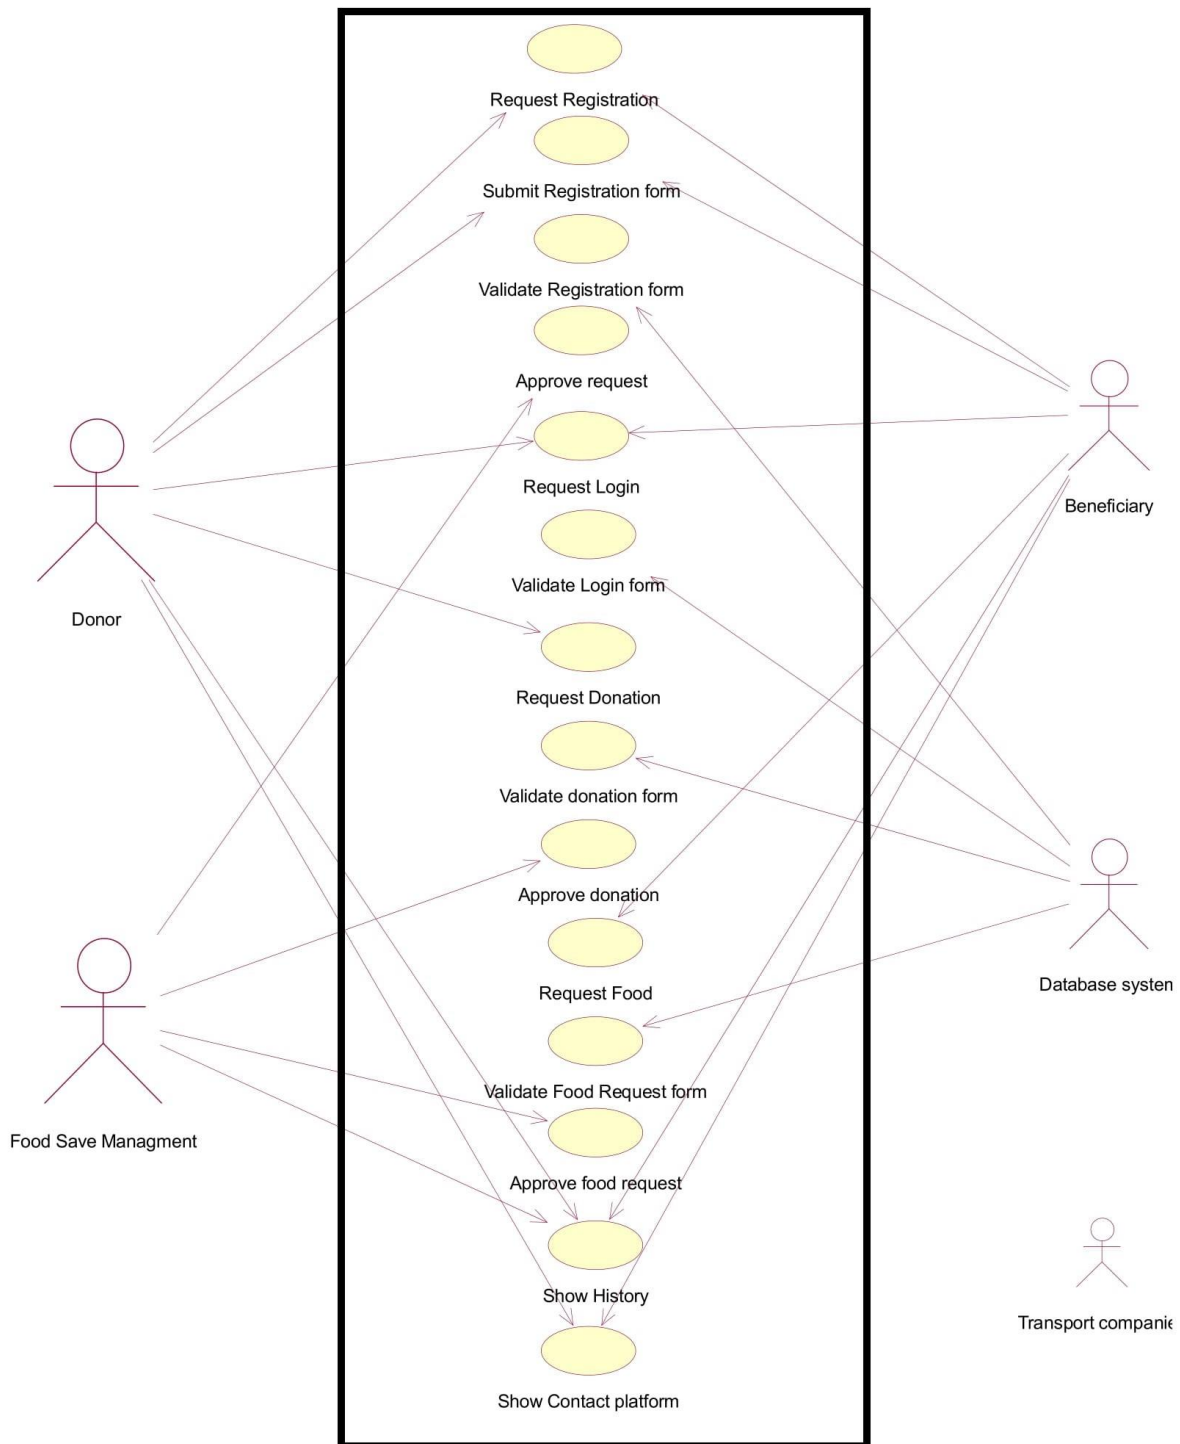 Request Registration
Submit Registration form
Validate Registration form
Approve request
Request Login
Beneficiary
Validate Login form
Donor
Request Donation
Validate donation form
Approve donation
Request Food
Database systen
Validate Food Request form
Food Save Managment
Approve food request
Show History
Transport companie
Show Contact platform